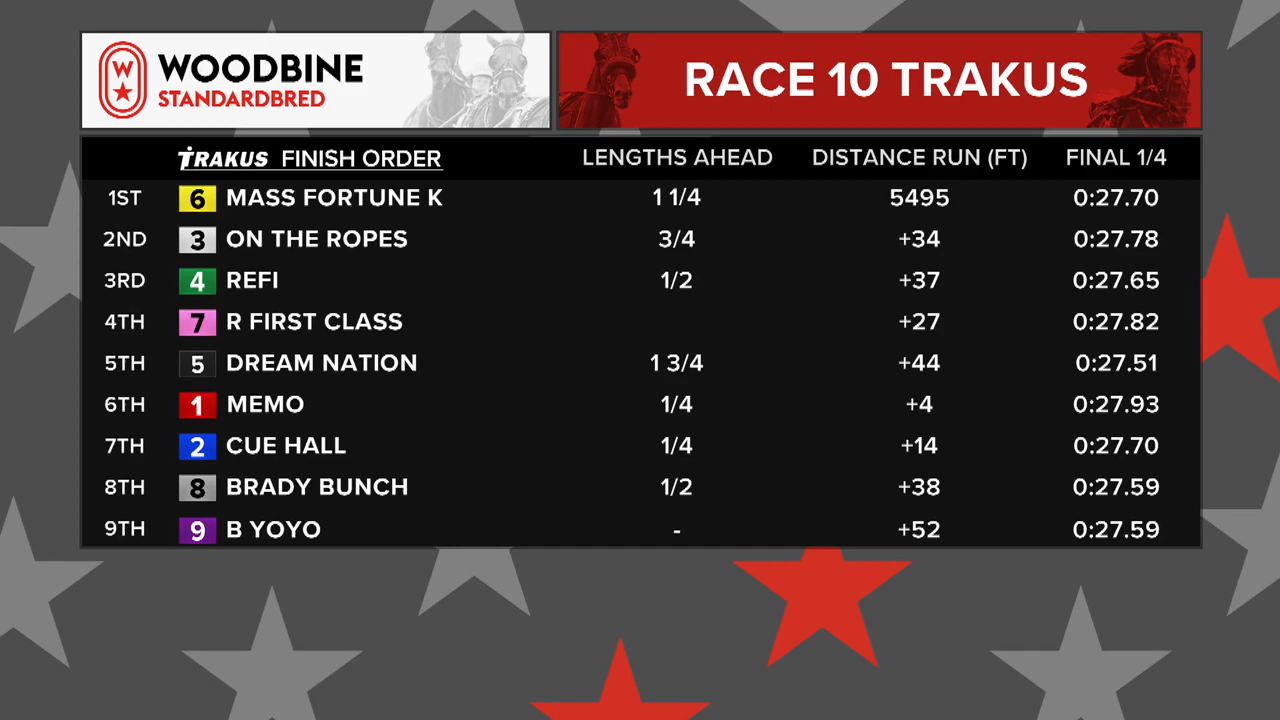 W
WOODBINE
STANDARDBRED
RACE 10 TRAKUS
TRAKUS FINISH ORDER LENGTHS AHEAD DISTANCE RUN (FT) FINAL 1/4
1ST 6 MASS FORTUNE K 1 1/4 5495 0:27.70
2ND 3 ON THE ROPES 3/4 +34 0:27.78
3RD 4 REFI 1/2 +37 0:27.65
4TH 7 R FIRST CLASS +27 0:27.82
5TH 5 DREAM NATION 1 3/4 +44 0:27.51
6TH 1 MEMO 1/4 +4 0:27.93
7TH 2 CUE HALL 1/4 +14 0:27.70
8TH 8 BRADY BUNCH 1/2 +38 0:27.59
9TH 9 B YOYO - +52 0:27.59